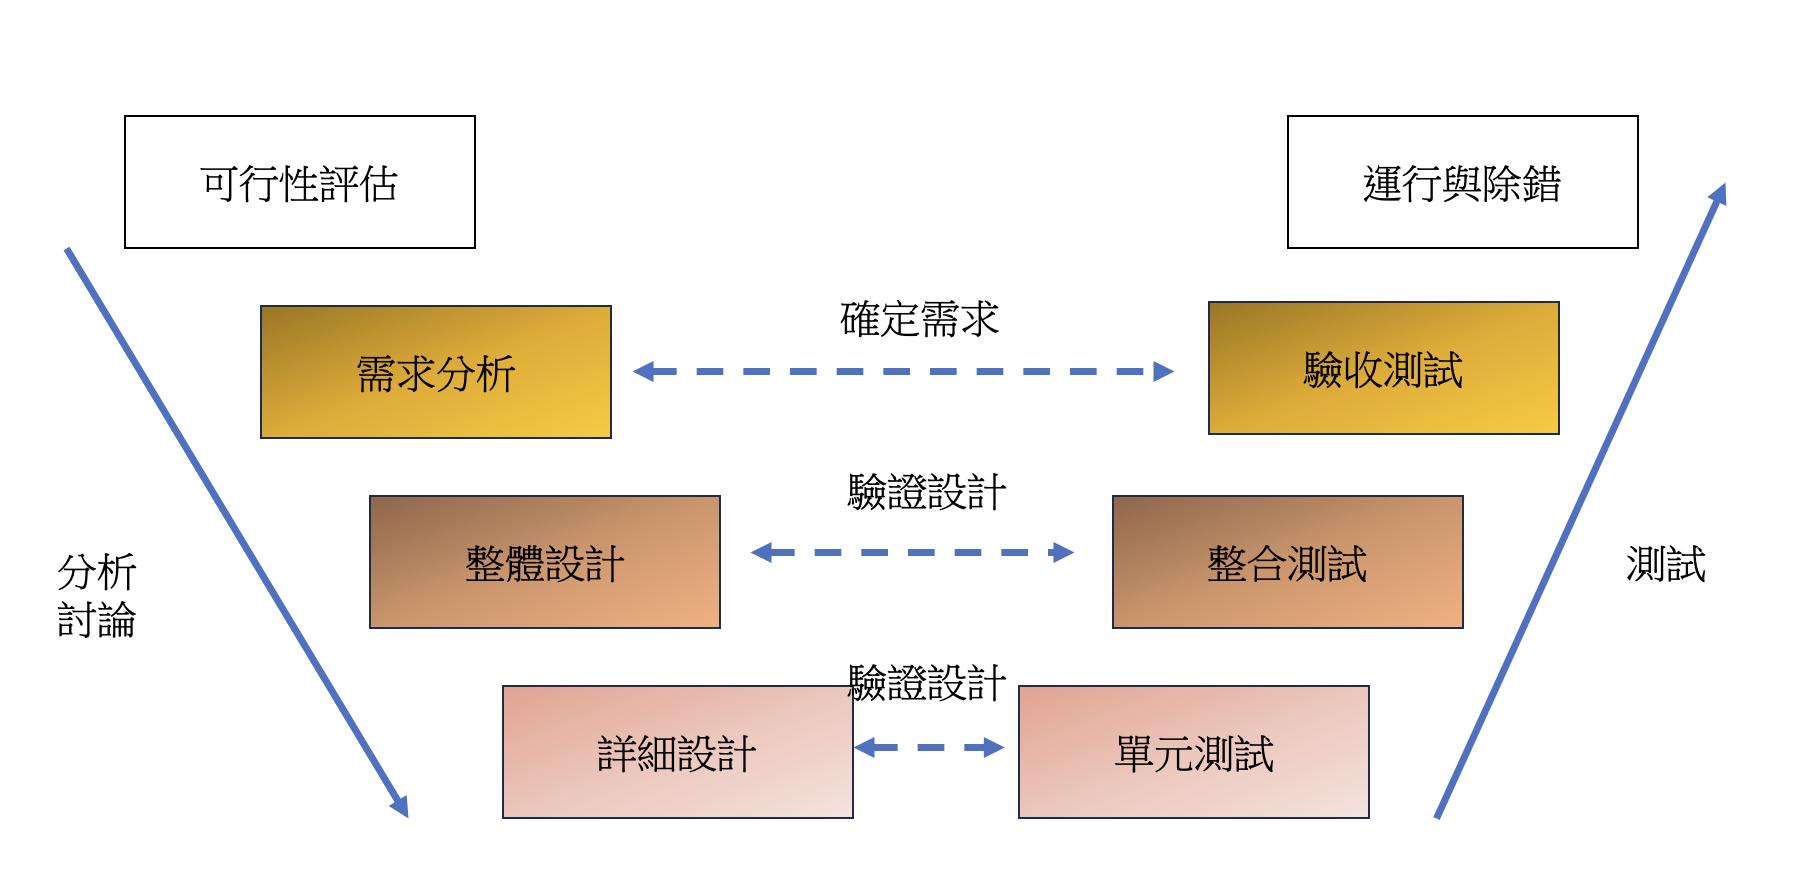 可行性評估
運行與除錯
確定需求
需求分析
驗收測試
驗證設計
整體設計
整合測試
分析
討論
測試
驗證設計
詳細設計
單元測試